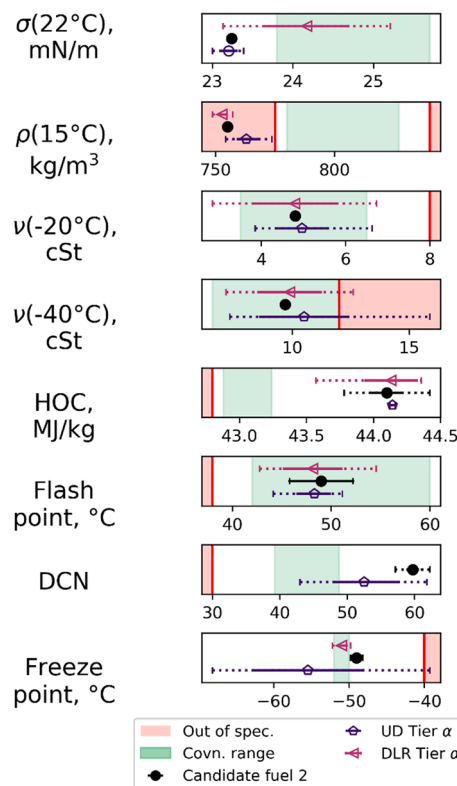 σ(22°C),
mN/m
23 24 25
ρ(15°C),
kg/m³
750 800
ν(-20°C),
cSt
4 6 8
ν(-40°C),
cSt
10 15
HOC,
MJ/kg
43.0 43.5 44.0 44.5
Flash
point, °C
40 50 60
DCN
30 40 50 60
Freeze
point, °C
−60 −50 −40
Out of spec.
Covn. range
Candidate fuel 2
UD Tier α
DLR Tier α